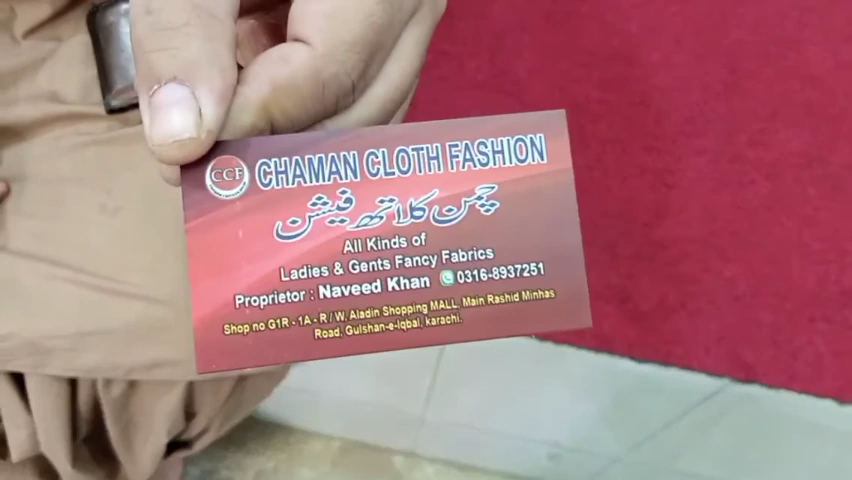 CCF
CHAMAN CLOTH FASHION
چمن کلاتھ فیشن
All Kinds of
Ladies & Gents Fancy Fabrics
Proprietor : Naveed Khan 0316-8937251
Shop no G1R - 1A - R / W, Aladin Shopping MALL, Main Rashid Minhas
Road, Gulshan-e-Iqbal, karachi.